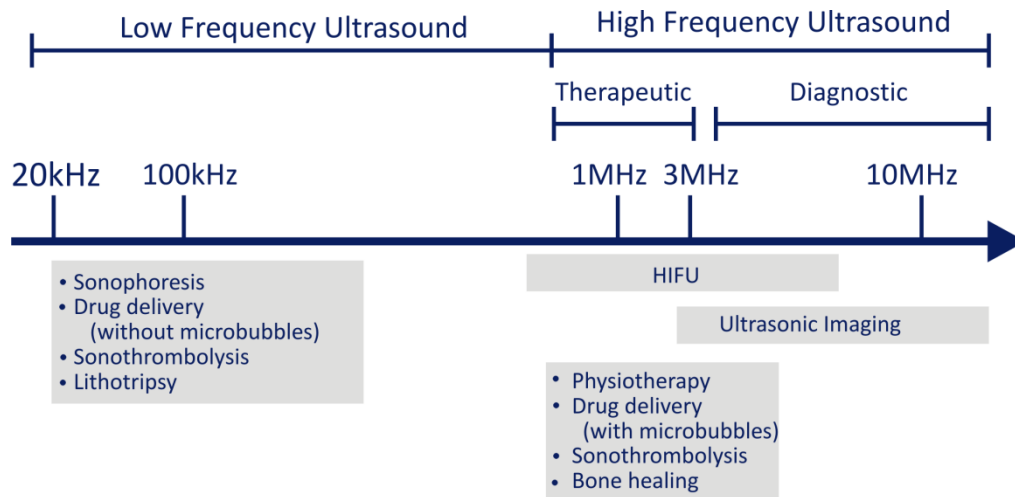 Low Frequency Ultrasound
High Frequency Ultrasound
Therapeutic
Diagnostic
20kHz
100kHz
1MHz
3MHz
10MHz
• Sonophoresis
• Drug delivery
(without microbubbles)
• Sonothrombolysis
• Lithotripsy
HIFU
Ultrasonic Imaging
• Physiotherapy
• Drug delivery
(with microbubbles)
• Sonothrombolysis
• Bone healing